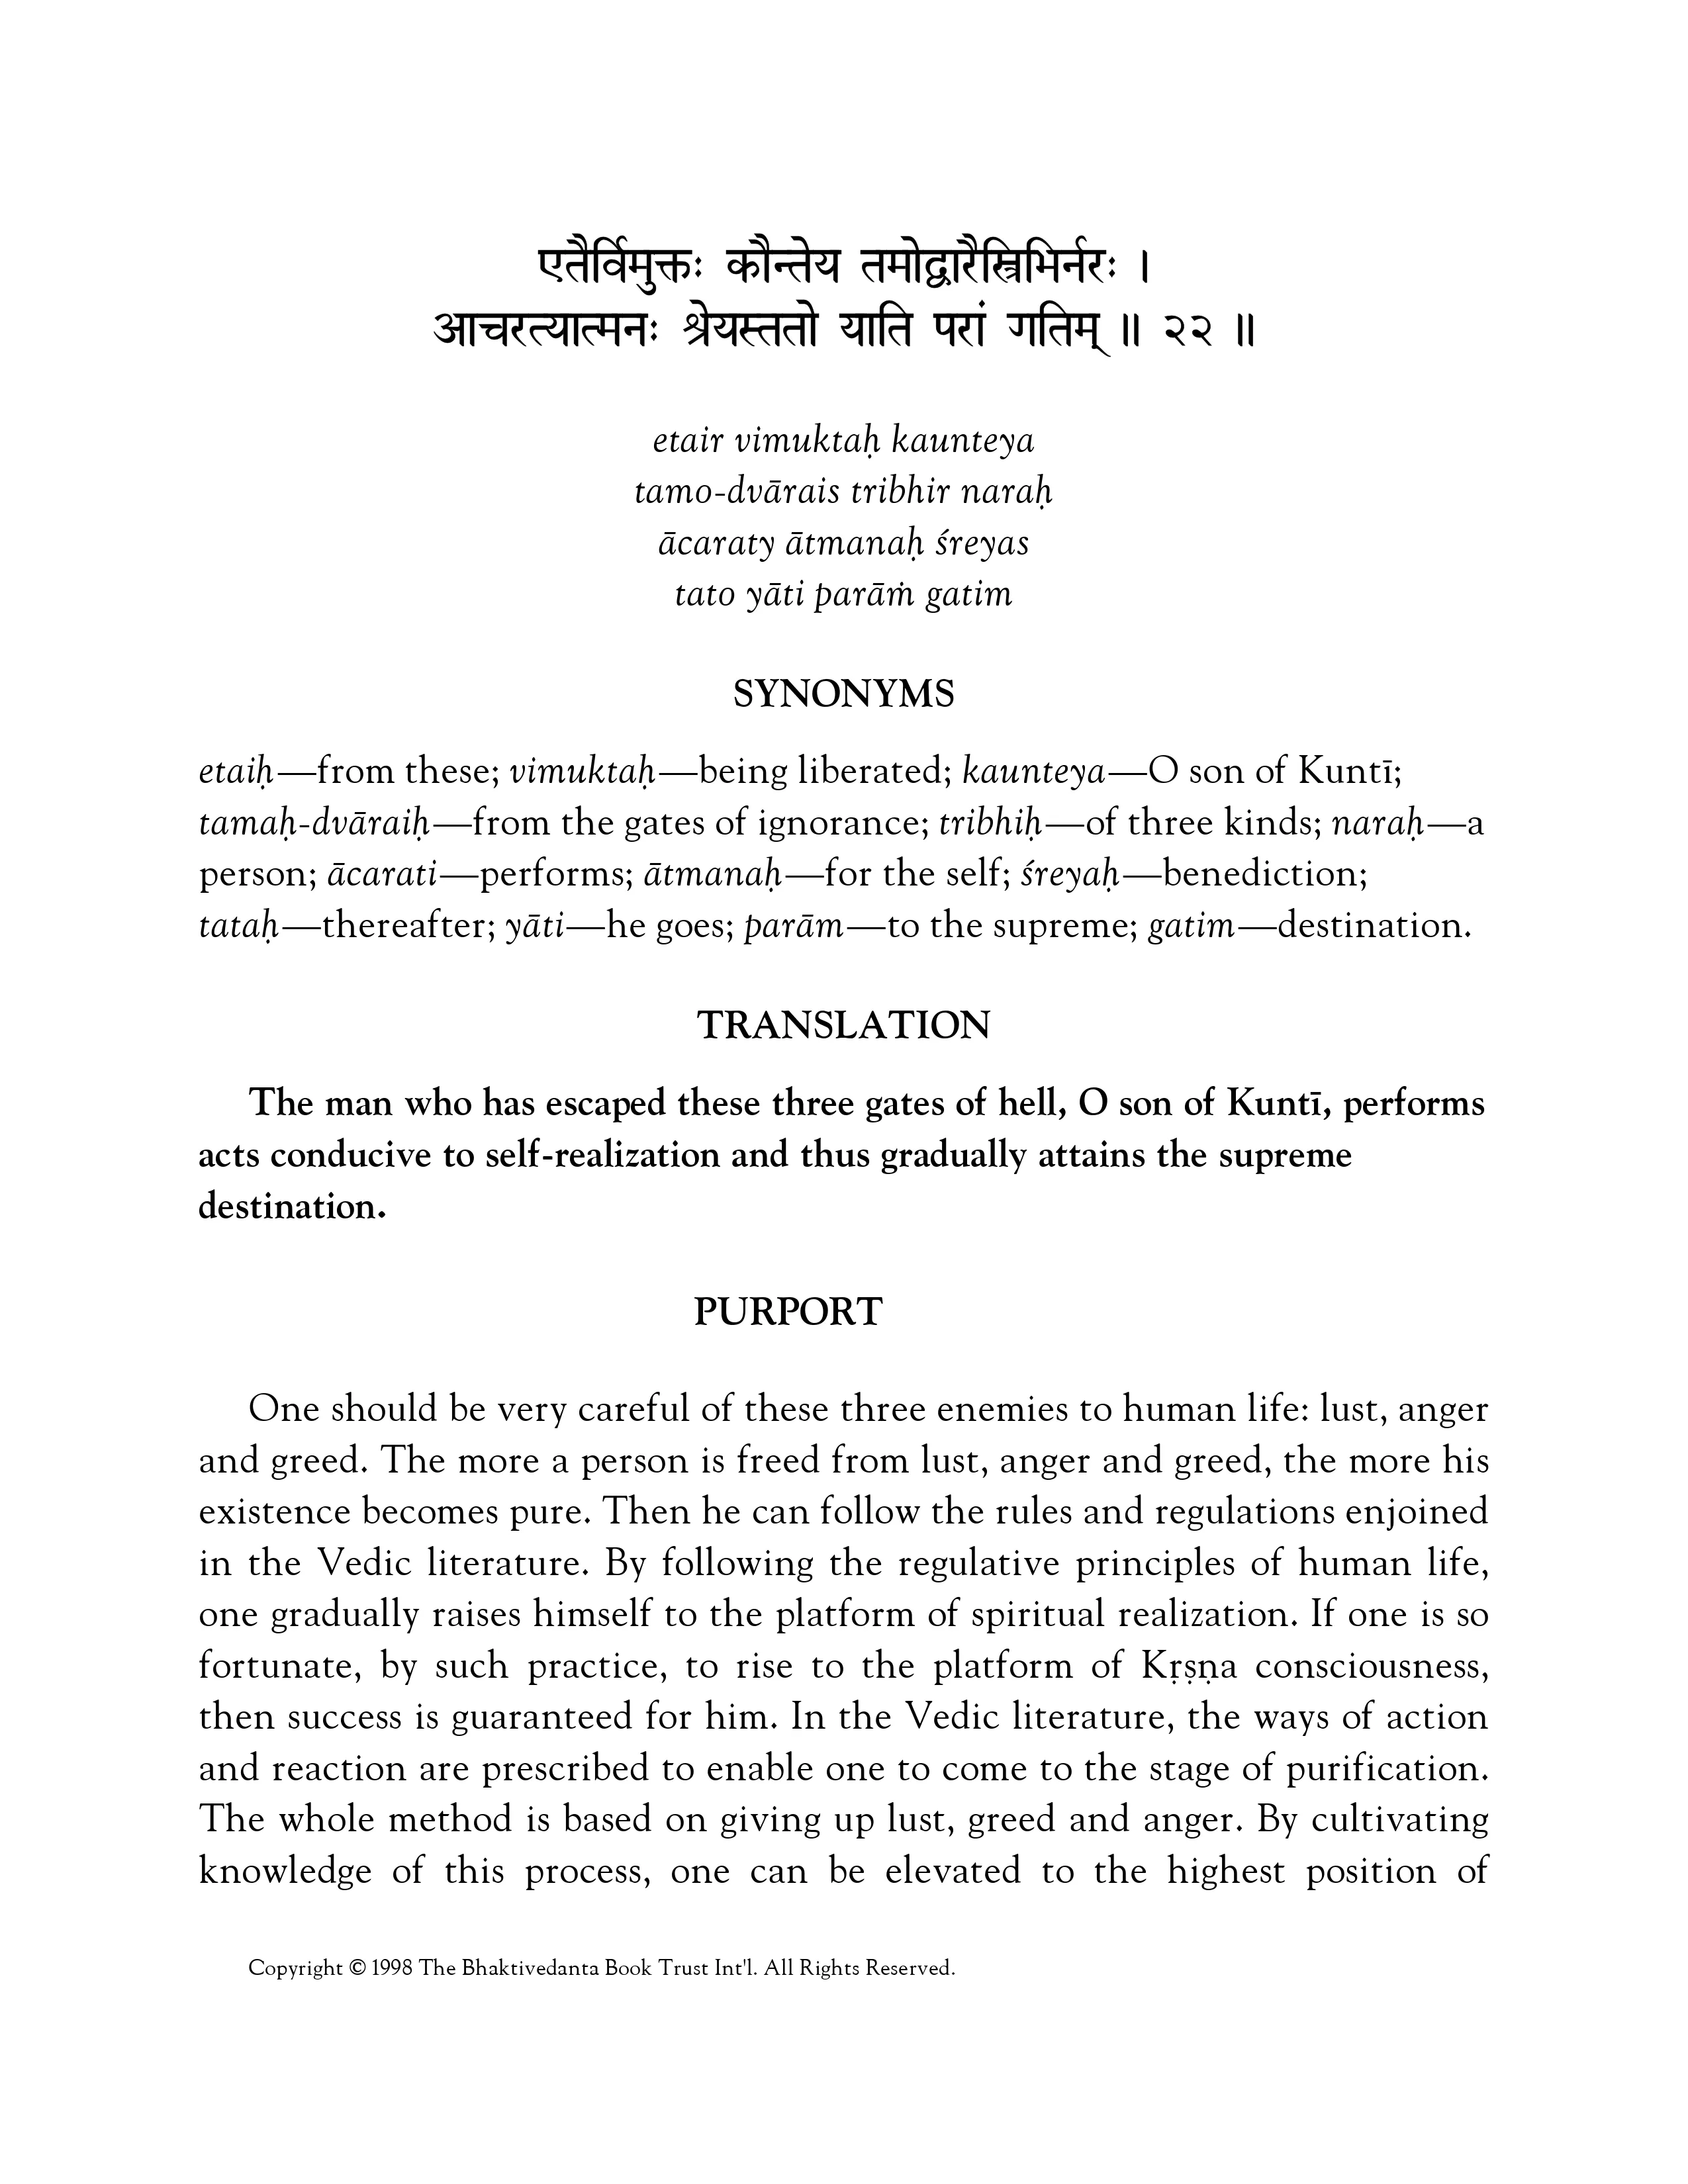 एतैर्विमुक्तः कौन्तेय तमोद्वारैस्त्रिभिर्नरः ।
आचरत्यात्मनः श्रेयस्ततो याति परां गतिम् ॥ २२ ॥
etair vimuktaḥ kaunteya
tamo-dvārais tribhir naraḥ
ācaraty ātmanaḥ śreyas
tato yāti parāṁ gatim
SYNONYMS
etaiḥ—from these; vimuktaḥ—being liberated; kaunteya—O son of Kuntī;
tamaḥ-dvāraiḥ—from the gates of ignorance; tribhiḥ—of three kinds; naraḥ—a
person; ācarati—performs; ātmanaḥ—for the self; śreyaḥ—benediction;
tataḥ—thereafter; yāti—he goes; parām—to the supreme; gatim—destination.
TRANSLATION
The man who has escaped these three gates of hell, O son of Kuntī, performs
acts conducive to self-realization and thus gradually attains the supreme
destination.
PURPORT
One should be very careful of these three enemies to human life: lust, anger
and greed. The more a person is freed from lust, anger and greed, the more his
existence becomes pure. Then he can follow the rules and regulations enjoined
in the Vedic literature. By following the regulative principles of human life,
one gradually raises himself to the platform of spiritual realization. If one is so
fortunate, by such practice, to rise to the platform of Kṛṣṇa consciousness,
then success is guaranteed for him. In the Vedic literature, the ways of action
and reaction are prescribed to enable one to come to the stage of purification.
The whole method is based on giving up lust, greed and anger. By cultivating
knowledge of this process, one can be elevated to the highest position of
Copyright © 1998 The Bhaktivedanta Book Trust Int'l. All Rights Reserved.